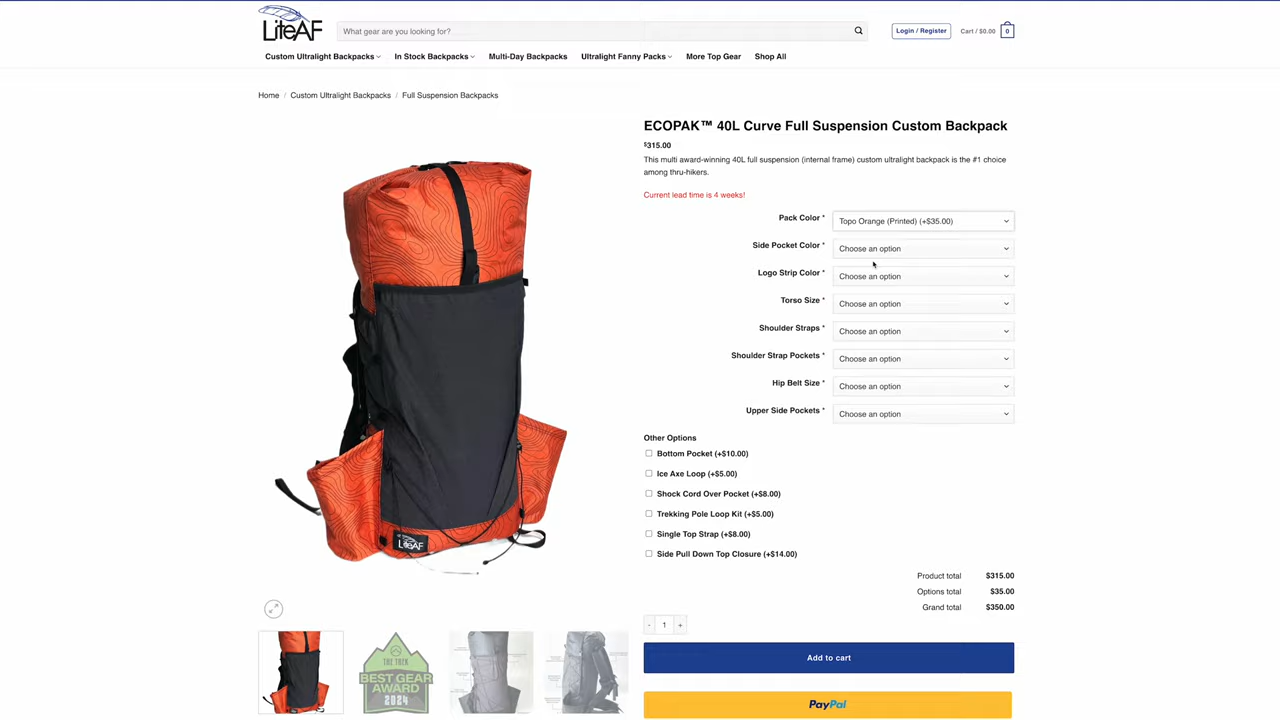 LiteAF
What gear are you looking for?
Login / Register
Cart / $0.00
0
Custom Ultralight Backpacks
In Stock Backpacks
Multi-Day Backpacks
Ultralight Fanny Packs
More Top Gear
Shop All
Home / Custom Ultralight Backpacks / Full Suspension Backpacks
ECOPAK™ 40L Curve Full Suspension Custom Backpack
$315.00
This multi award-winning 40L full suspension (internal frame) custom ultralight backpack is the #1 choice
among thru-hikers.
Current lead time is 4 weeks!
Pack Color * Topo Orange (Printed) (+$35.00)
Side Pocket Color * Choose an option
Logo Strip Color * Choose an option
Torso Size * Choose an option
Shoulder Straps * Choose an option
Shoulder Strap Pockets * Choose an option
Hip Belt Size * Choose an option
Upper Side Pockets * Choose an option
Other Options
Bottom Pocket (+$10.00)
Ice Axe Loop (+$5.00)
Shock Cord Over Pocket (+$8.00)
Trekking Pole Loop Kit (+$5.00)
Single Top Strap (+$8.00)
Side Pull Down Top Closure (+$14.00)
Product total $315.00
Options total $35.00
Grand total $350.00
- 1 +
Add to cart
PayPal
LiteAF
THE TREK
BEST GEAR
AWARD
2024